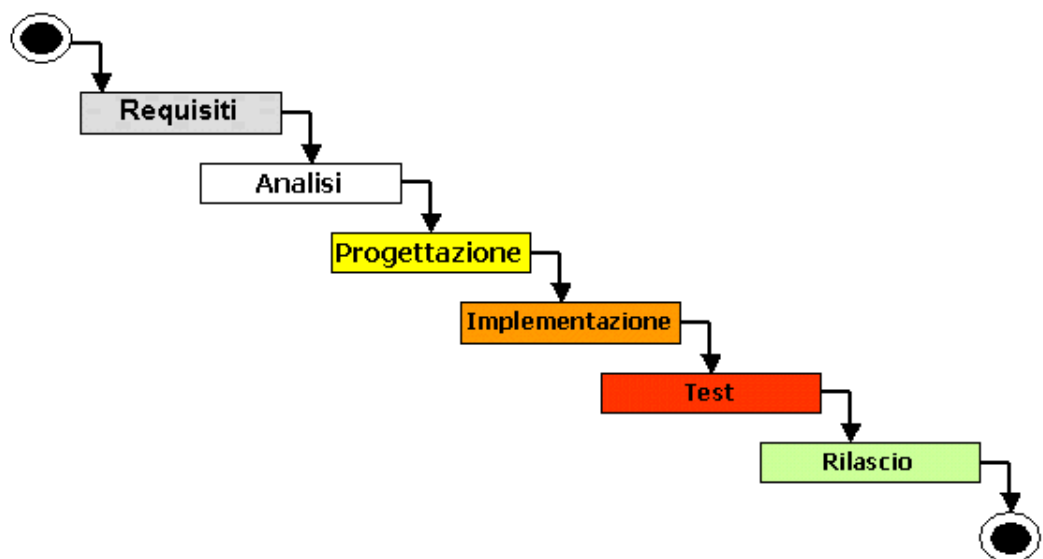 Requisiti
Analisi
Progettazione
Implementazione
Test
Rilascio